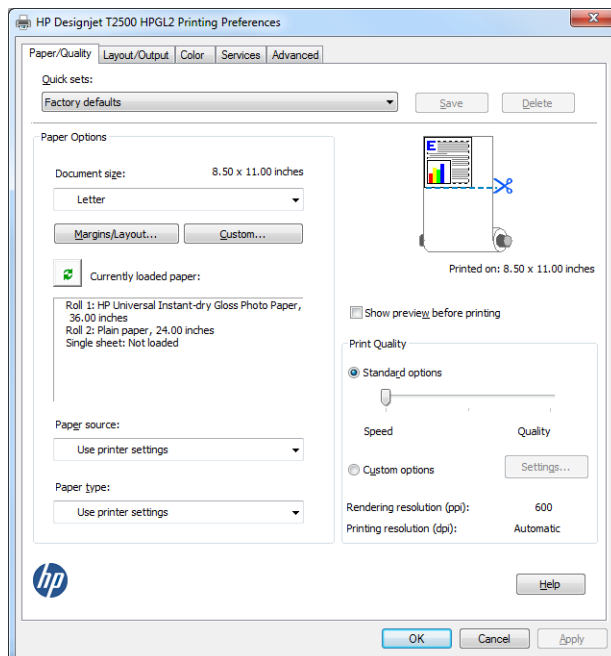 HP Designjet T2500 HPGL2 Printing Preferences
Paper/Quality Layout/Output Color Services Advanced
Quick sets:
Factory defaults Save Delete
Paper Options
Document size: 8.50 x 11.00 inches
Letter
Margins/Layout... Custom...
Currently loaded paper:
Roll 1: HP Universal Instant-dry Gloss Photo Paper,
36.00 inches
Roll 2: Plain paper, 24.00 inches
Single sheet: Not loaded
Paper source:
Use printer settings
Paper type:
Use printer settings
E
Printed on: 8.50 x 11.00 inches
Show preview before printing
Print Quality
Standard options
Speed Quality
Custom options Settings...
Rendering resolution (ppi): 600
Printing resolution (dpi): Automatic
hp
Help
OK Cancel Apply